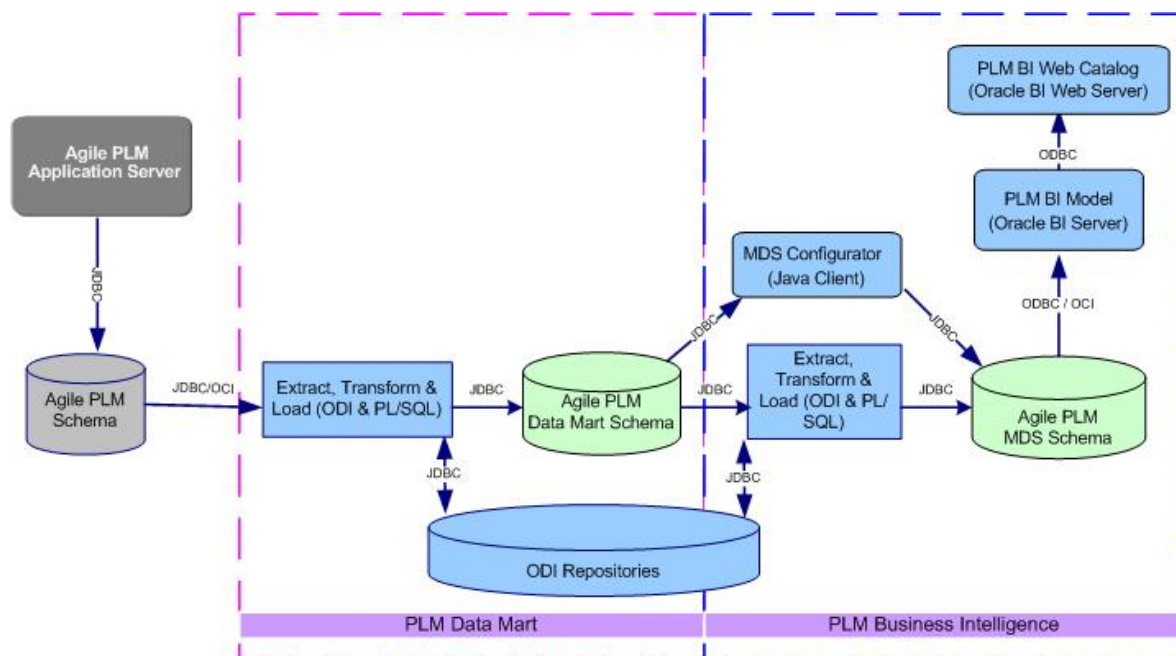 PLM BI Web Catalog
(Oracle BI Web Server)
ODBC
Agile PLM
Application Server
PLM BI Model
(Oracle BI Server)
JDBC
MDS Configurator
(Java Client)
ODBC / OCI
JDBC
JDBC
Agile PLM
Schema
JDBC/OCI
Extract, Transform &
Load (ODI & PL/SQL)
JDBC
Agile PLM
Data Mart Schema
JDBC
Extract,
Transform &
Load (ODI & PL/
SQL)
JDBC
Agile PLM
MDS Schema
JDBC
JDBC
ODI Repositories
PLM Data Mart
PLM Business Intelligence